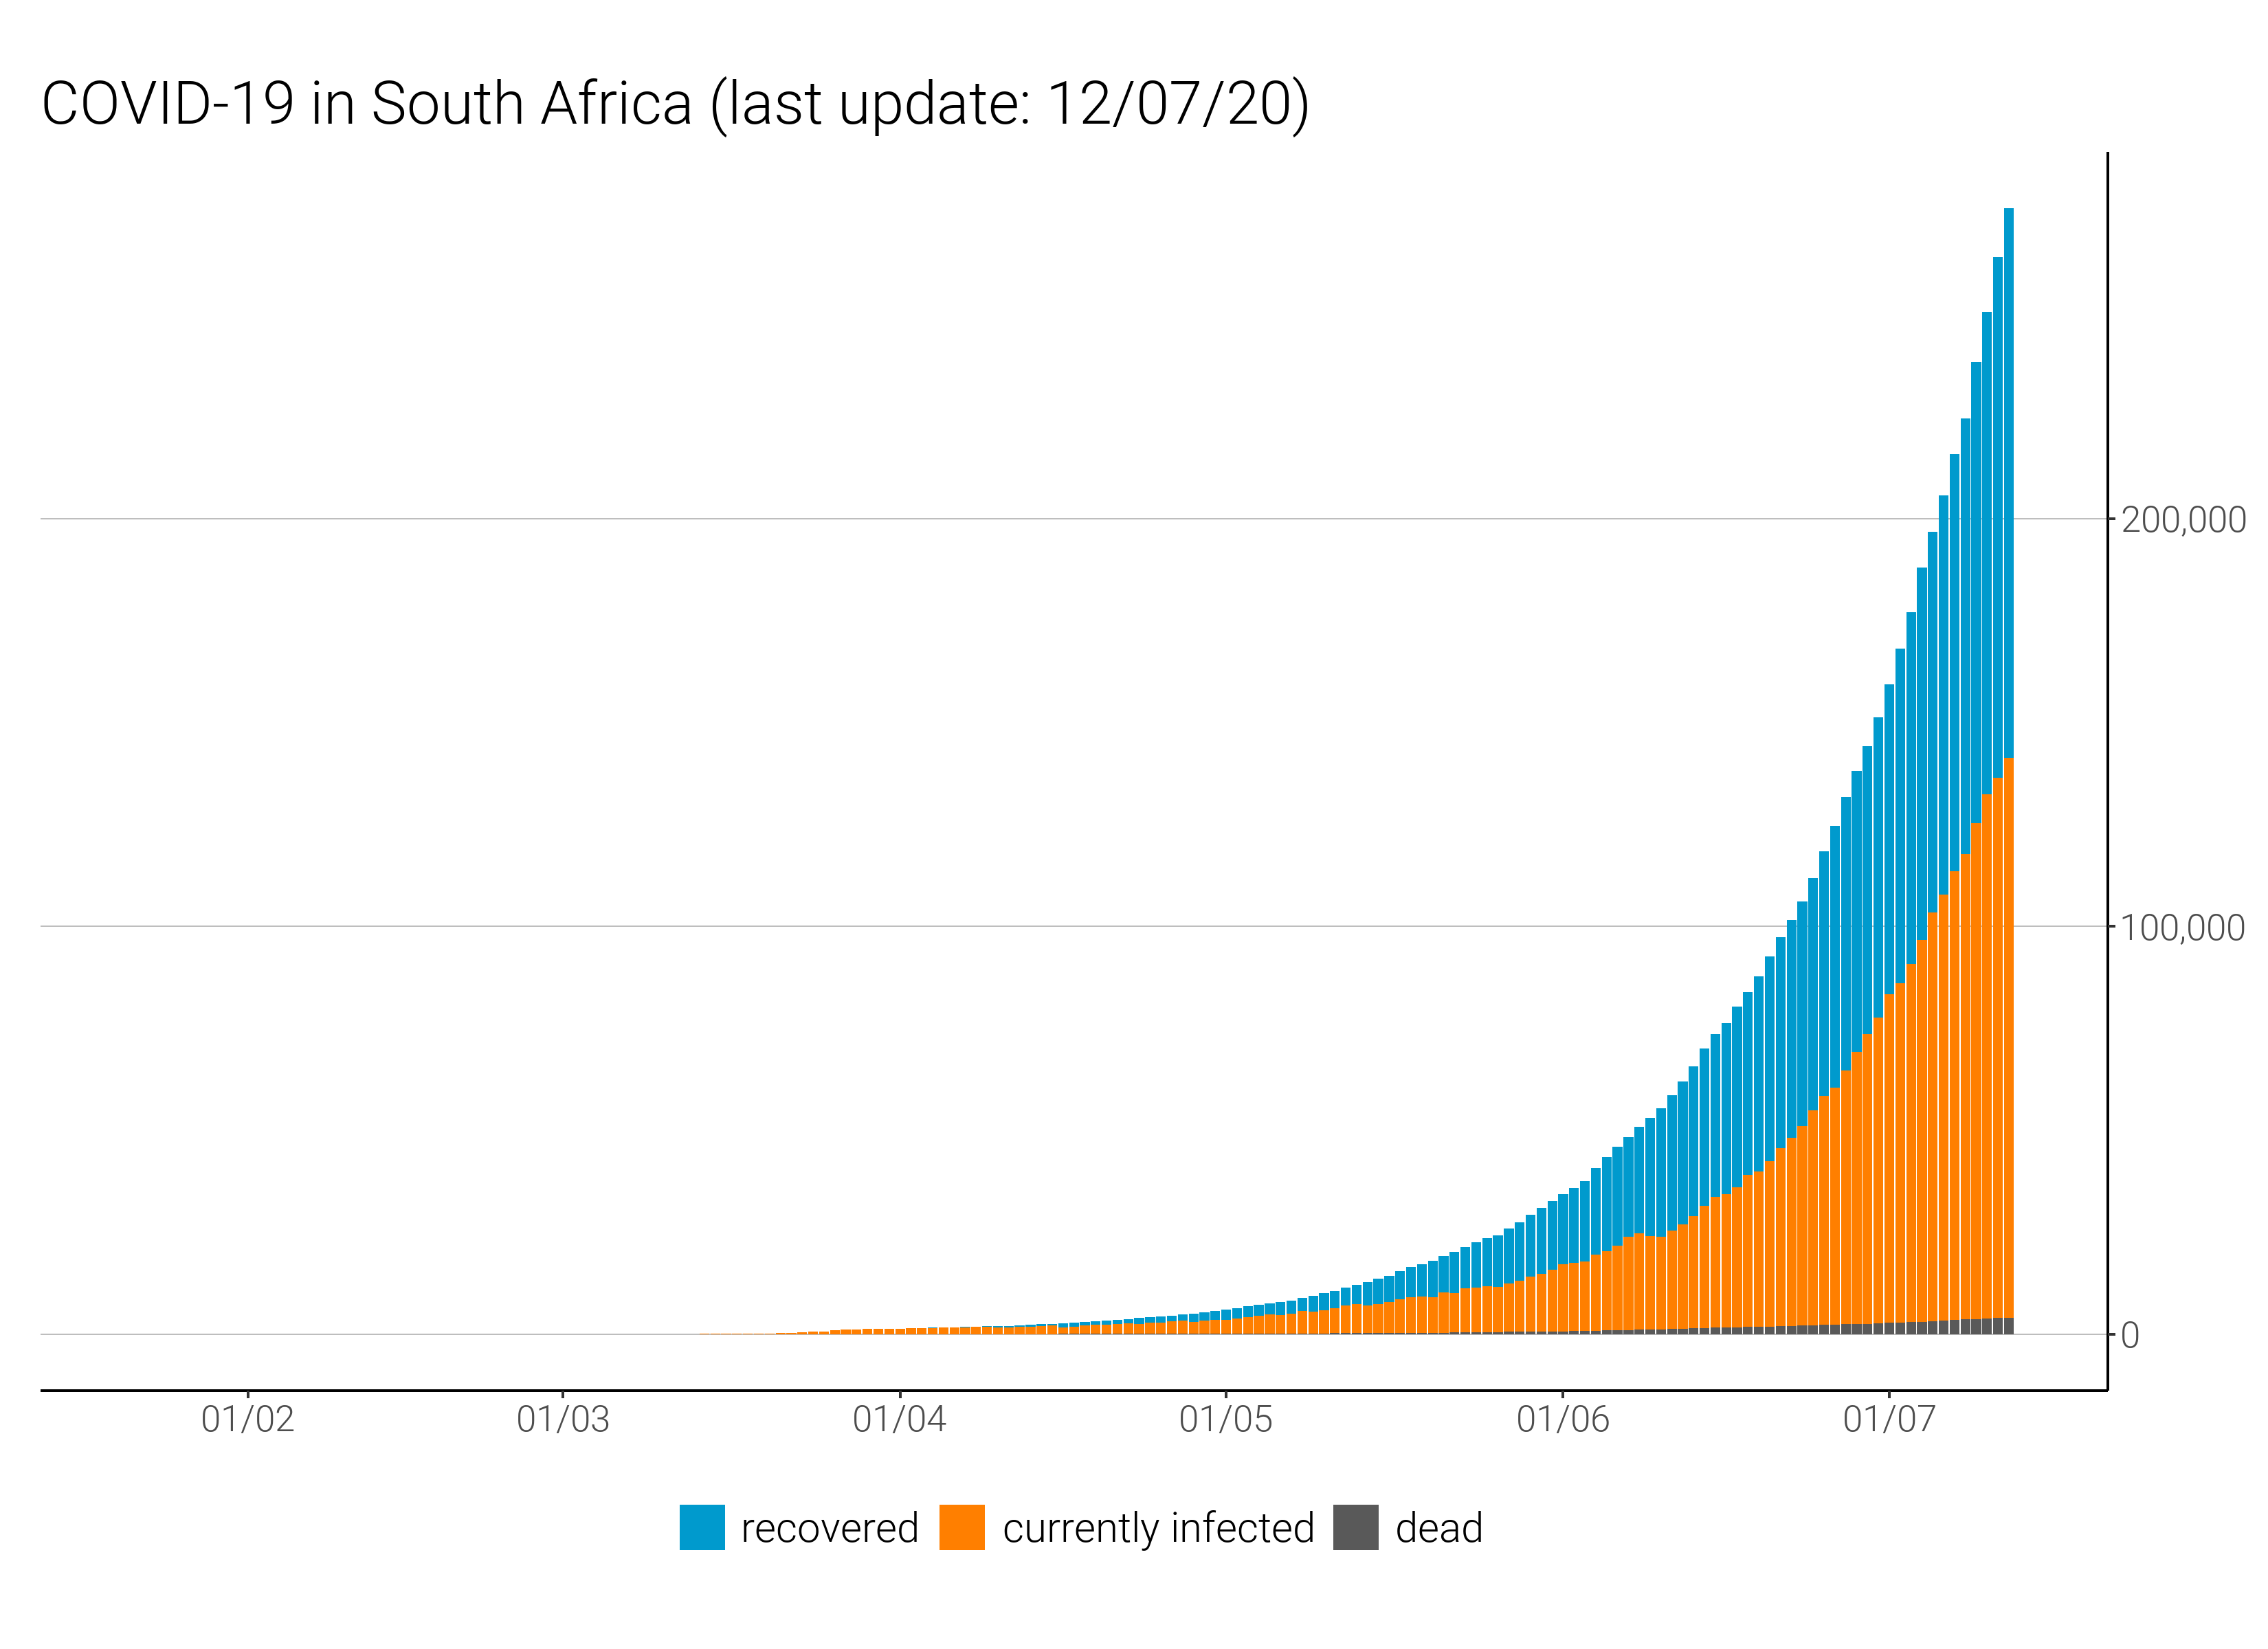 COVID-19 in South Africa (last update: 12/07/20)
200,000
100,000
0
01/02 01/03 01/04 01/05 01/06 01/07
recovered currently infected dead